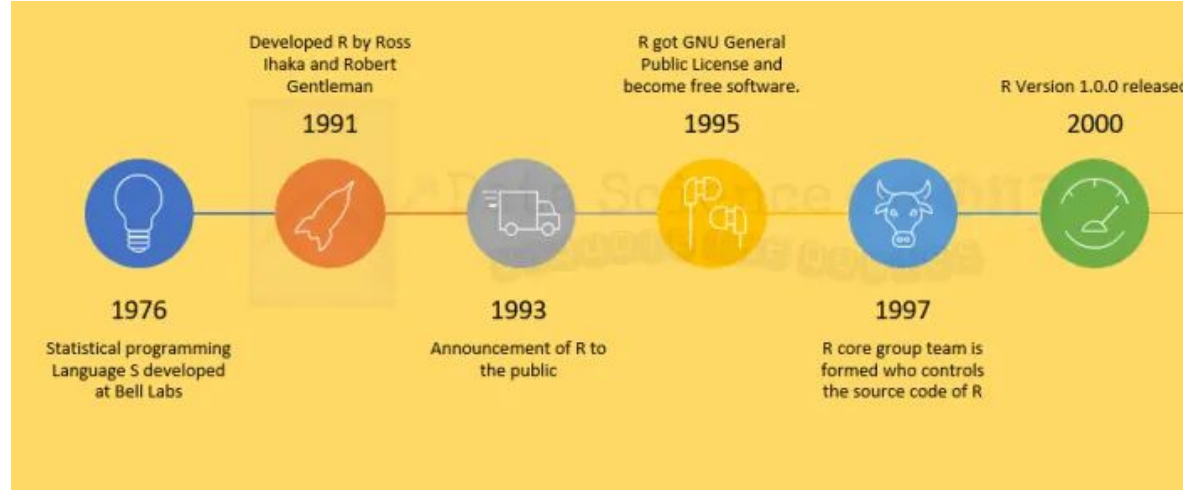 Developed R by Ross
Ihaka and Robert
Gentleman
1991
R got GNU General
Public License and
become free software.
1995
R Version 1.0.0 released
2000
Data Science
1976
Statistical programming
Language S developed
at Bell Labs
1993
Announcement of R to
the public
1997
R core group team is
formed who controls
the source code of R